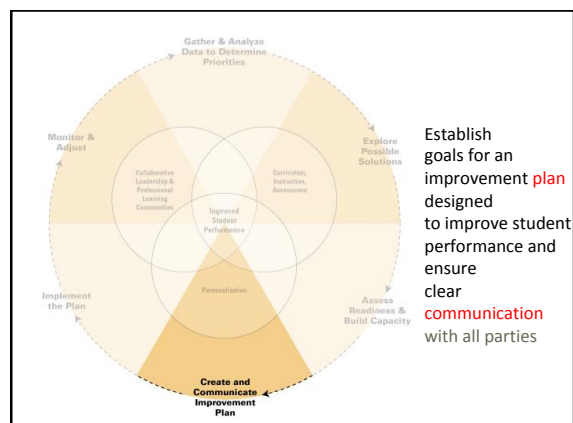 Gather & Analyze
Data to Determine
Priorities
Monitor &
Adjust
Explore
Possible
Solutions
Collaborative
Leadership &
Professional
Learning
Communities
Curriculum,
Instruction,
Assessment
Improved
Student
Performance
Personalization
Implement
the Plan
Assess
Readiness &
Build Capacity
Create and
Communicate
Improvement
Plan
Establish
goals for an
improvement plan
designed
to improve student
performance and
ensure
clear
communication
with all parties